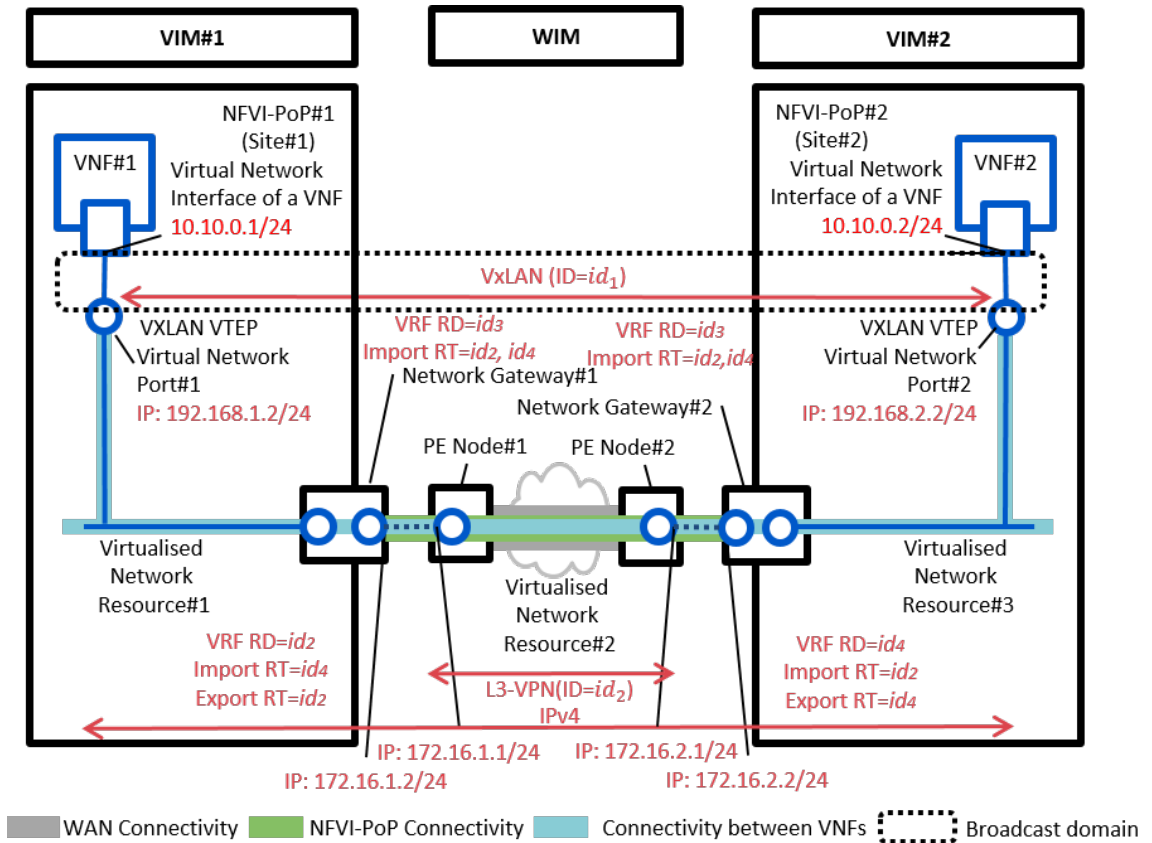 VIM#1
WIM
VIM#2
NFVI-PoP#1
(Site#1)
VNF#1
Virtual Network
Interface of a VNF
10.10.0.1/24
NFVI-PoP#2
(Site#2)
VNF#2
Virtual Network
Interface of a VNF
10.10.0.2/24
VxLAN (ID=id₁)
VXLAN VTEP
Virtual Network
Port#1
IP: 192.168.1.2/24
VRF RD=id3
Import RT=id2, id4
Network Gateway#1
VRF RD=id3
Import RT=id2,id4
Network Gateway#2
VXLAN VTEP
Virtual Network
Port#2
IP: 192.168.2.2/24
PE Node#1
PE Node#2
Virtualised
Network
Resource#1
Virtualised
Network
Resource#2
Virtualised
Network
Resource#3
VRF RD=id2
Import RT=id4
Export RT=id2
L3-VPN(ID=id₂)
IPv4
VRF RD=id4
Import RT=id2
Export RT=id4
IP: 172.16.1.1/24
IP: 172.16.2.1/24
IP: 172.16.1.2/24
IP: 172.16.2.2/24
WAN Connectivity
NFVI-PoP Connectivity
Connectivity between VNFs
Broadcast domain